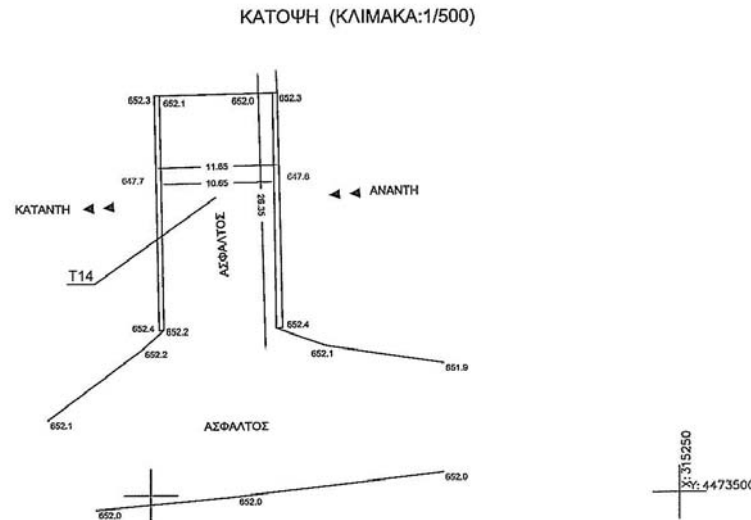 ΚΑΤΟΨΗ (ΚΛΙΜΑΚΑ:1/500)
652.3 652.1 652.0 652.3
11.65
647.7 10.65 647.6
ΚΑΤΑΝΤΗ ΑΝΑΝΤΗ
26.35
ΑΣΦΑΛΤΟΣ
T14
652.4 652.2 652.4
652.2 652.1
651.9
652.1 ΑΣΦΑΛΤΟΣ
X: 315250
Y: 4473500
652.0 652.0 652.0